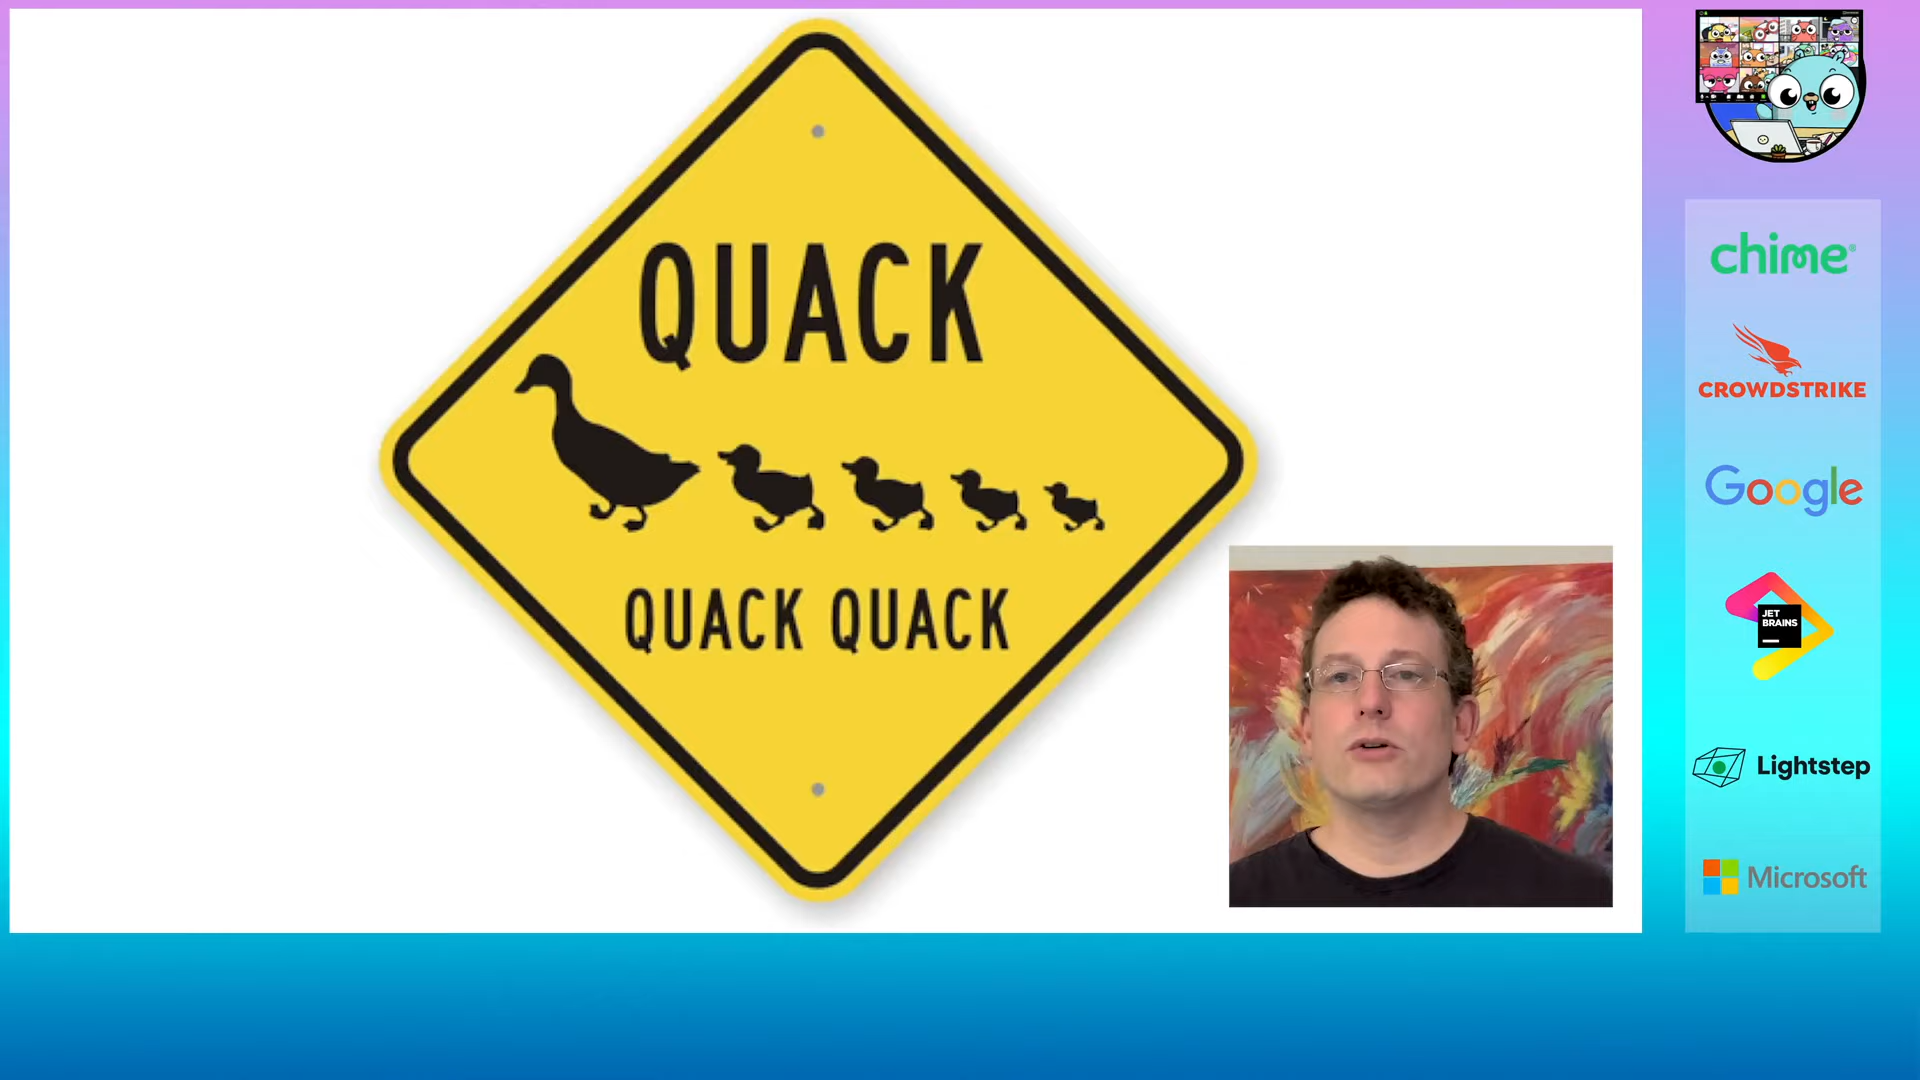 QUACK
QUACK QUACK
chime
CROWDSTRIKE
Google
JET
BRAINS
Lightstep
Microsoft